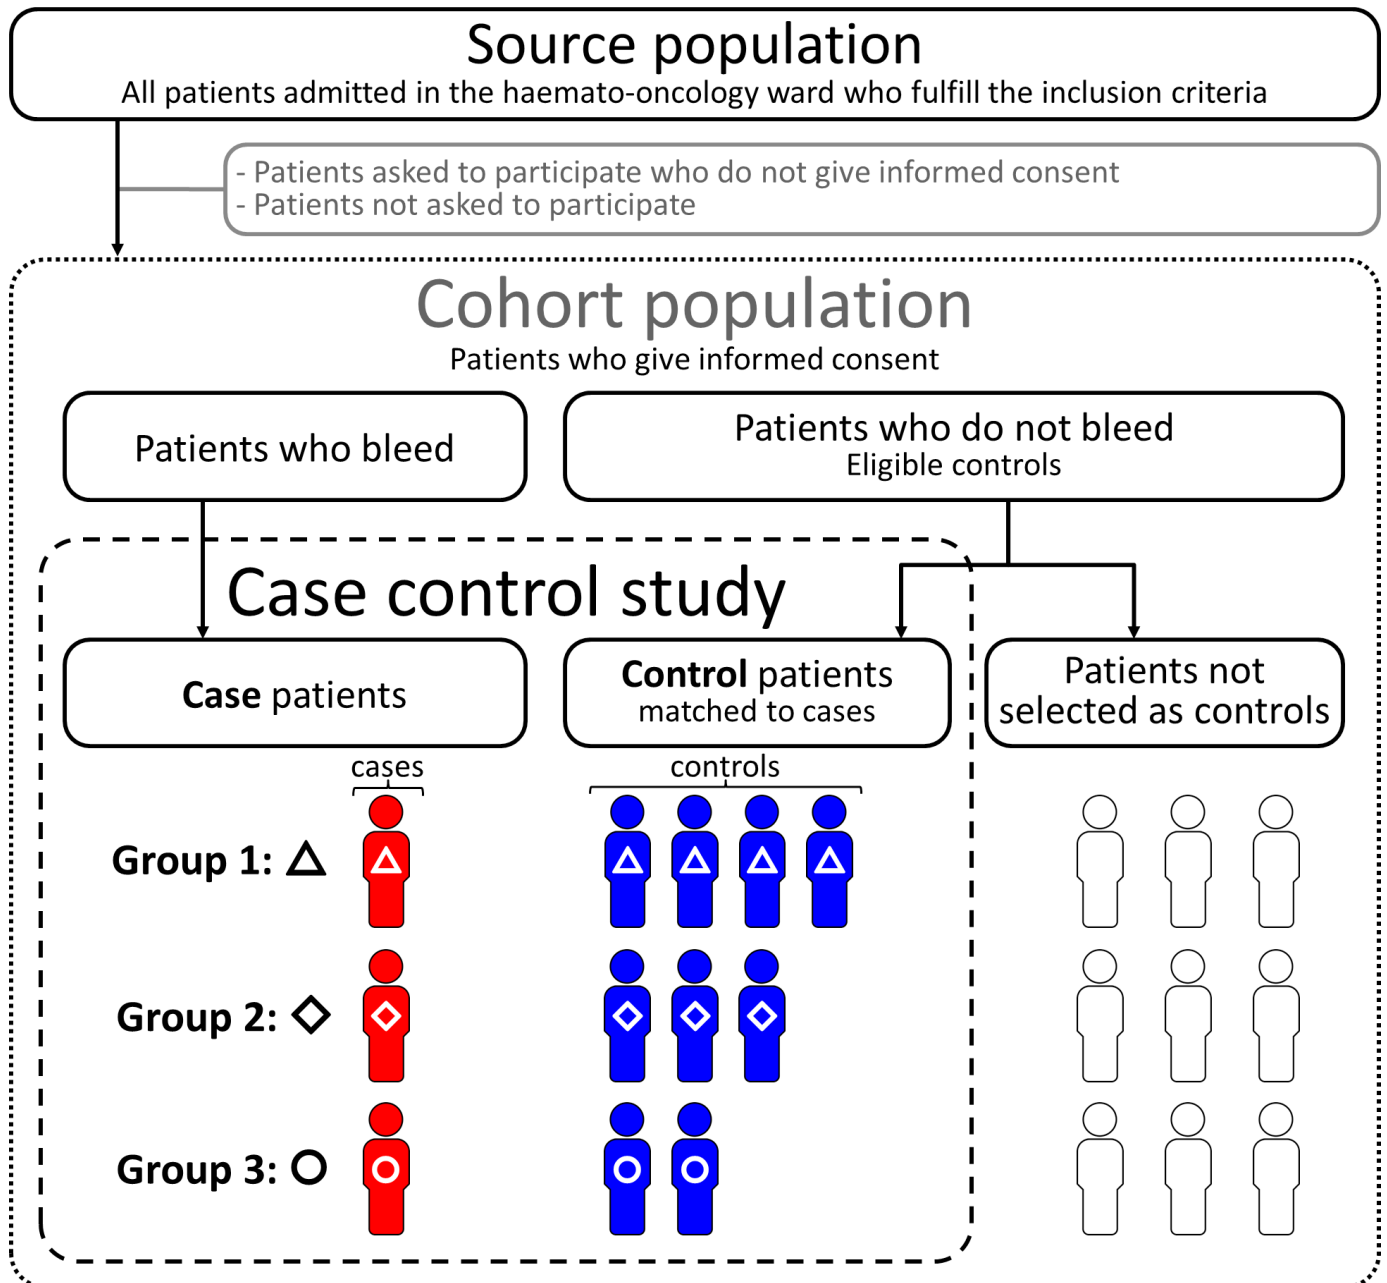 Source population
All patients admitted in the haemato-oncology ward who fulfill the inclusion criteria
- Patients asked to participate who do not give informed consent
- Patients not asked to participate
Cohort population
Patients who give informed consent
Patients who bleed
Patients who do not bleed
Eligible controls
Case control study
Case patients
Control patients
matched to cases
Patients not
selected as controls
cases
controls
Group 1:
Group 2:
Group 3: